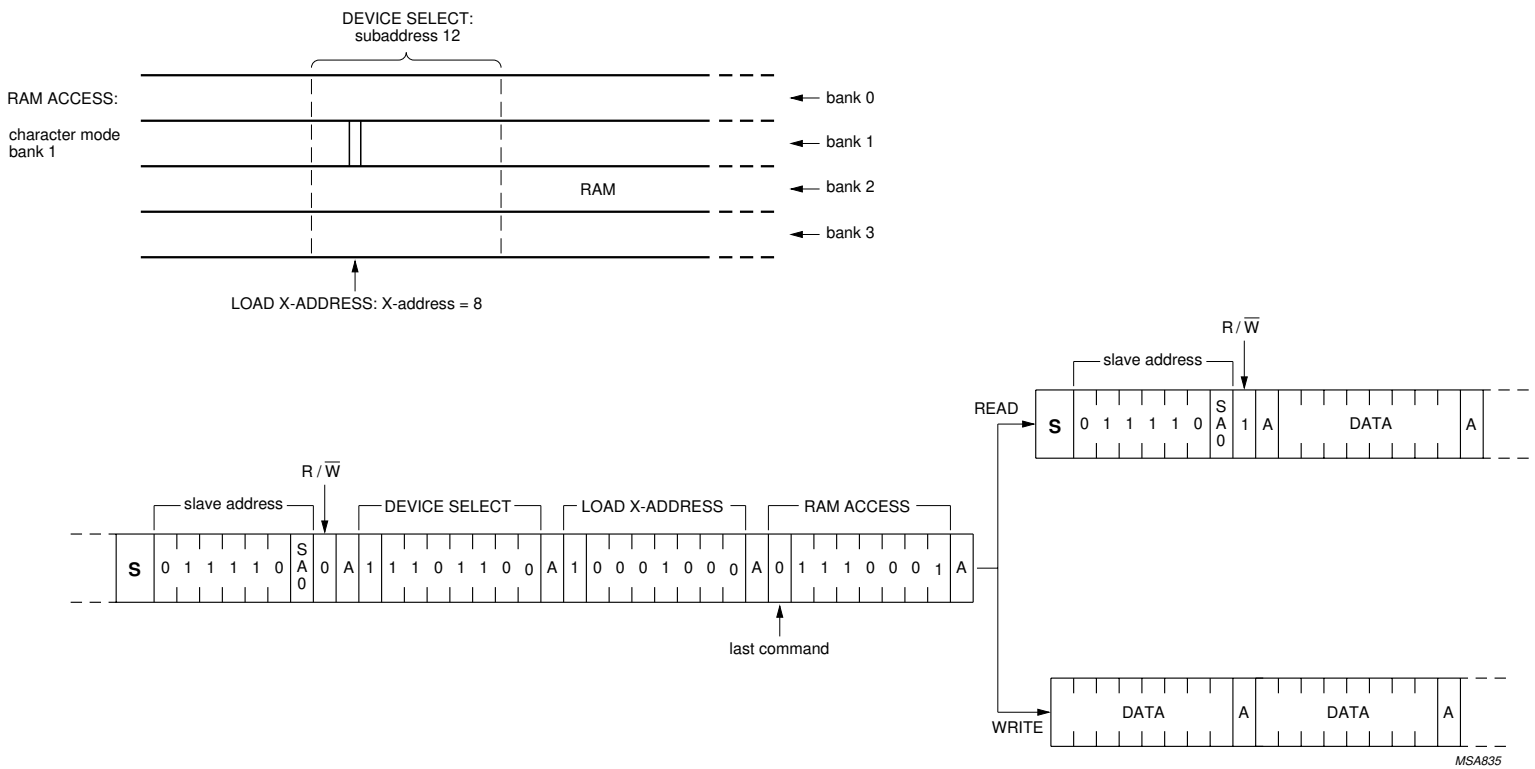 DEVICE SELECT:
subaddress 12
RAM ACCESS:
bank 0
character mode
bank 1
bank 1
RAM
bank 2
bank 3
LOAD X-ADDRESS: X-address = 8
R / W̅
slave address
READ
S 0 1 1 1 1 0 SA0 1 A DATA A
R / W̅
slave address DEVICE SELECT LOAD X-ADDRESS RAM ACCESS
S 0 1 1 1 1 0 SA0 0 A 1 1 1 0 1 1 0 0 A 1 0 0 0 1 0 0 0 A 0 1 1 1 0 0 0 1 A
last command
WRITE
DATA A DATA A
MSA835